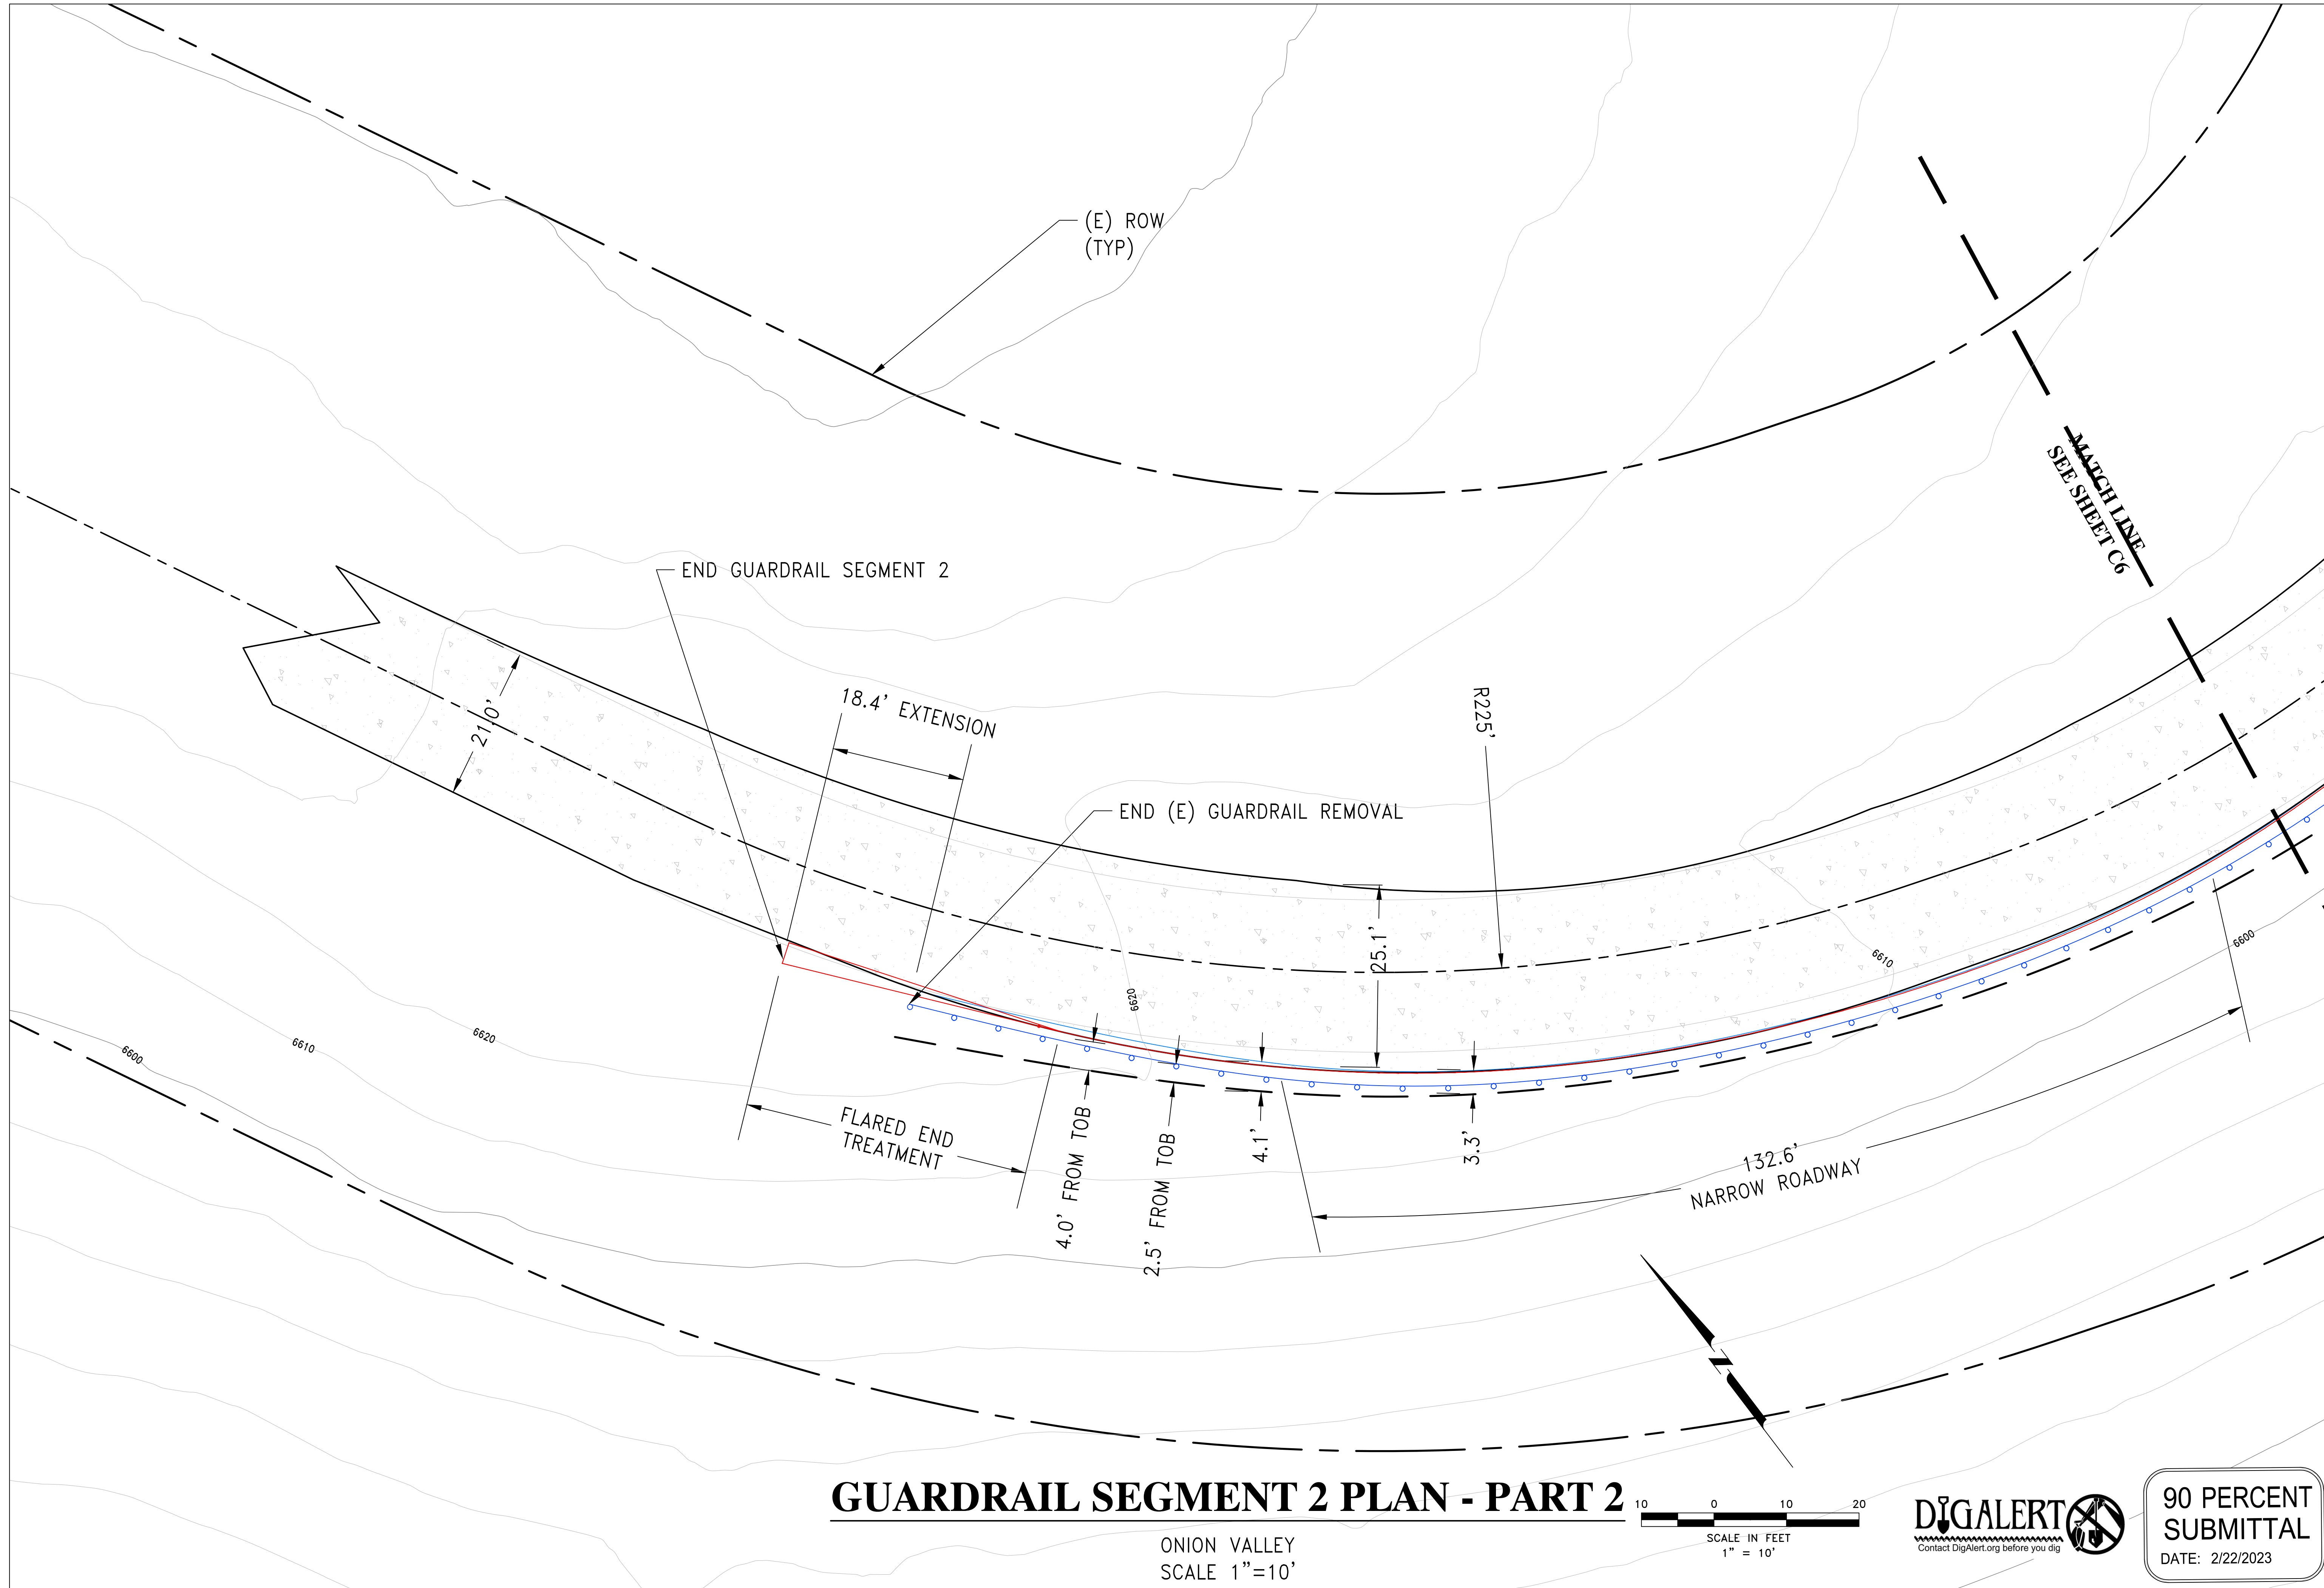 (E) ROW
(TYP)
MATCH LINE
SEE SHEET C6
END GUARDRAIL SEGMENT 2
21.0'
18.4' EXTENSION
R225'
END (E) GUARDRAIL REMOVAL
25.1'
6610
6600
6620
6620
6610
6600
FLARED END
TREATMENT
4.0' FROM TOB
2.5' FROM TOB
4.1'
3.3'
132.6'
NARROW ROADWAY
N
GUARDRAIL SEGMENT 2 PLAN - PART 2
ONION VALLEY
SCALE 1"=10'
10 0 10 20
SCALE IN FEET
1" = 10'
DIGALERT
Contact DigAlert.org before you dig
90 PERCENT
SUBMITTAL
DATE: 2/22/2023